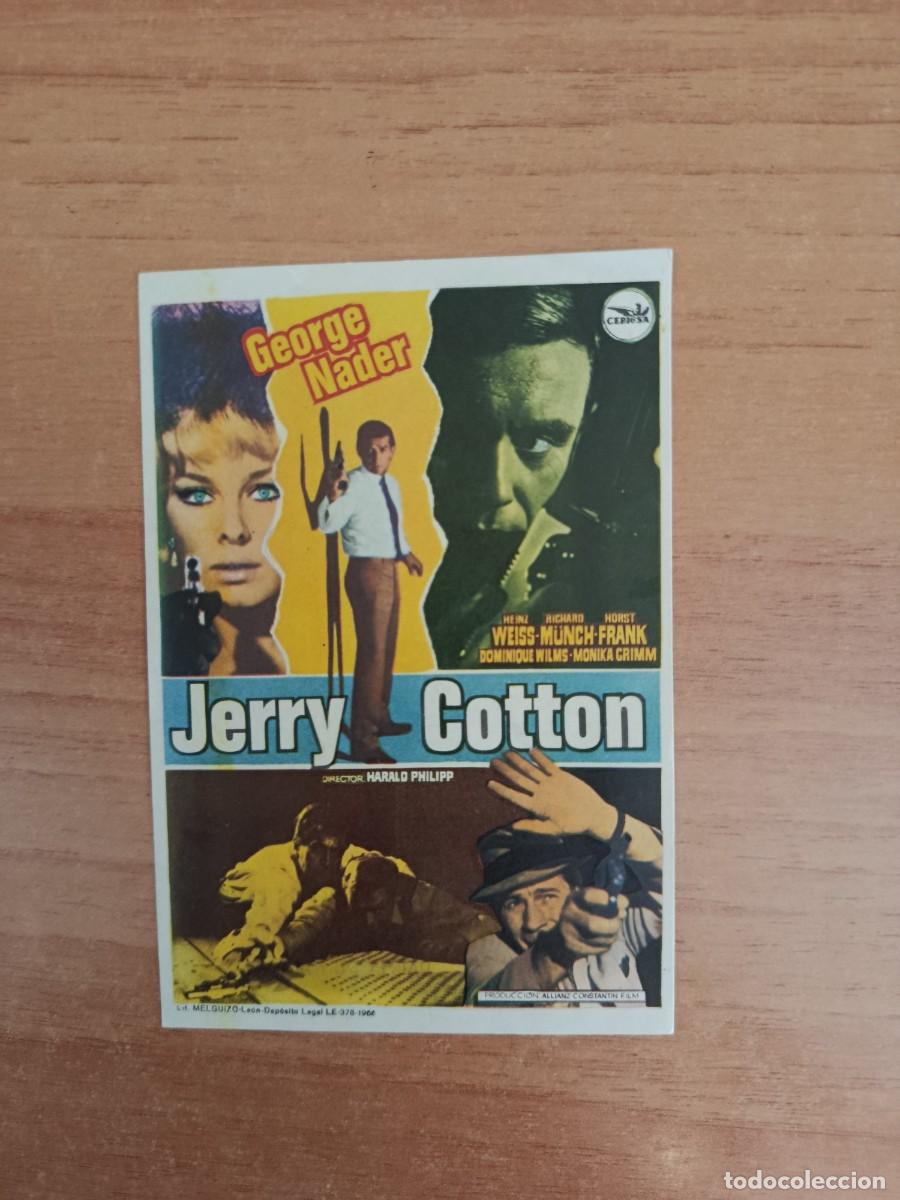 George
Nader
CEPICSA
HEINZ RICHARD HORST
WEISS-MÜNCH-FRANK
DOMINIQUE WILMS-MONIKA GRIMM
Jerry Cotton
DIRECTOR: HARALD PHILIPP
PRODUCCIÓN: ALLIANZ CONSTANTIN FILM
Lit. MELGUIZO-León-Depósito Legal LE-378-1966
todocoleccion